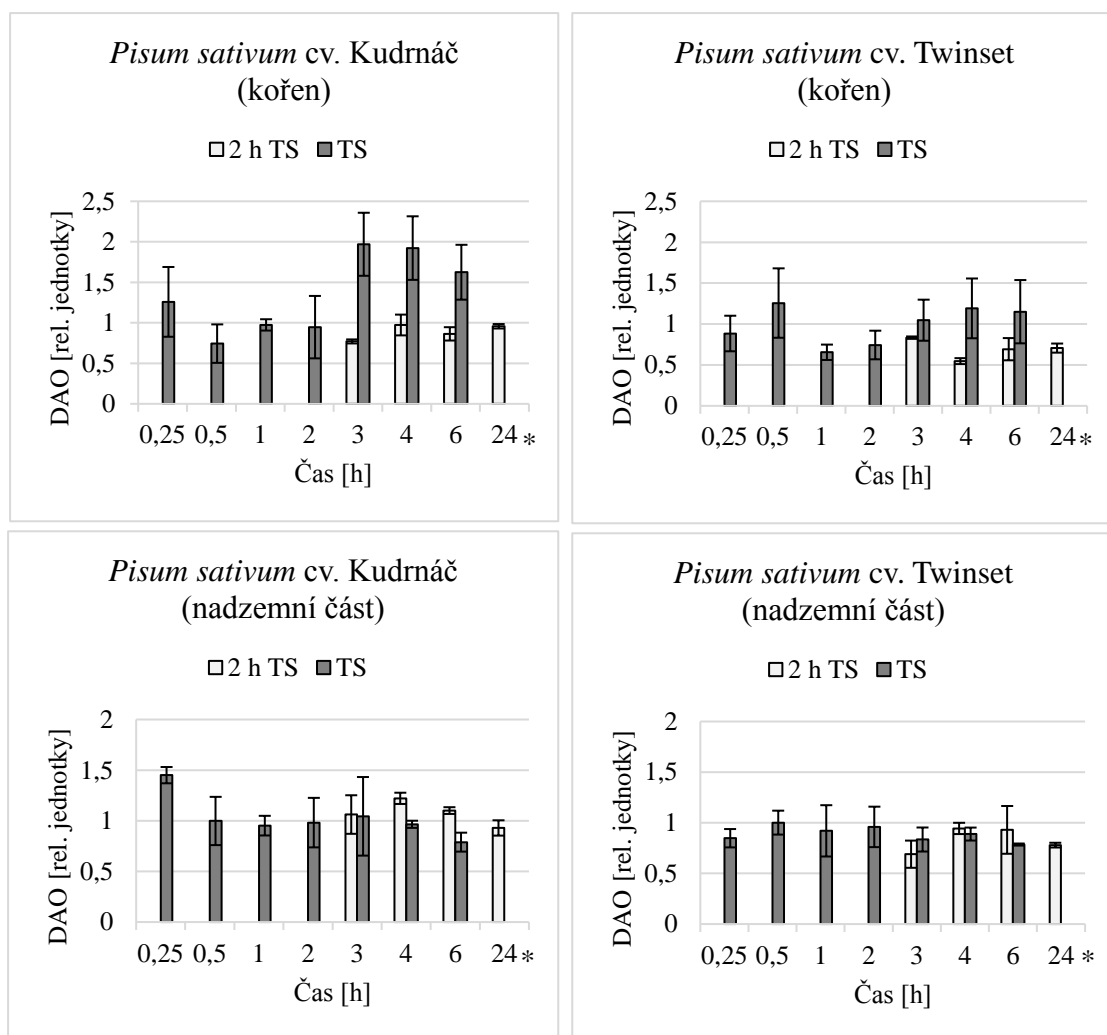 Pisum sativum cv. Kudrnáč
(kořen)
2 h TS TS
DAO [rel. jednotky]
2,5
2
1,5
1
0,5
0
0,25 0,5 1 2 3 4 6 24 *
Čas [h]
Pisum sativum cv. Twinset
(kořen)
2 h TS TS
DAO [rel. jednotky]
2,5
2
1,5
1
0,5
0
0,25 0,5 1 2 3 4 6 24 *
Čas [h]
Pisum sativum cv. Kudrnáč
(nadzemní část)
2 h TS TS
DAO [rel. jednotky]
2
1,5
1
0,5
0
0,25 0,5 1 2 3 4 6 24 *
Čas [h]
Pisum sativum cv. Twinset
(nadzemní část)
2 h TS TS
DAO [rel. jednotky]
2
1,5
1
0,5
0
0,25 0,5 1 2 3 4 6 24 *
Čas [h]